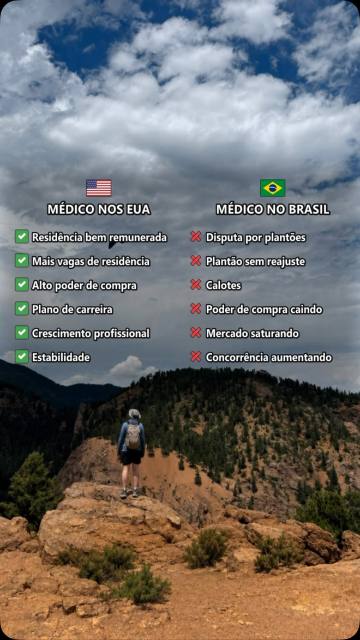 MÉDICO NOS EUA
Residência bem remunerada
Mais vagas de residência
Alto poder de compra
Plano de carreira
Crescimento profissional
Estabilidade
MÉDICO NO BRASIL
Disputa por plantões
Plantão sem reajuste
Calotes
Poder de compra caindo
Mercado saturando
Concorrência aumentando